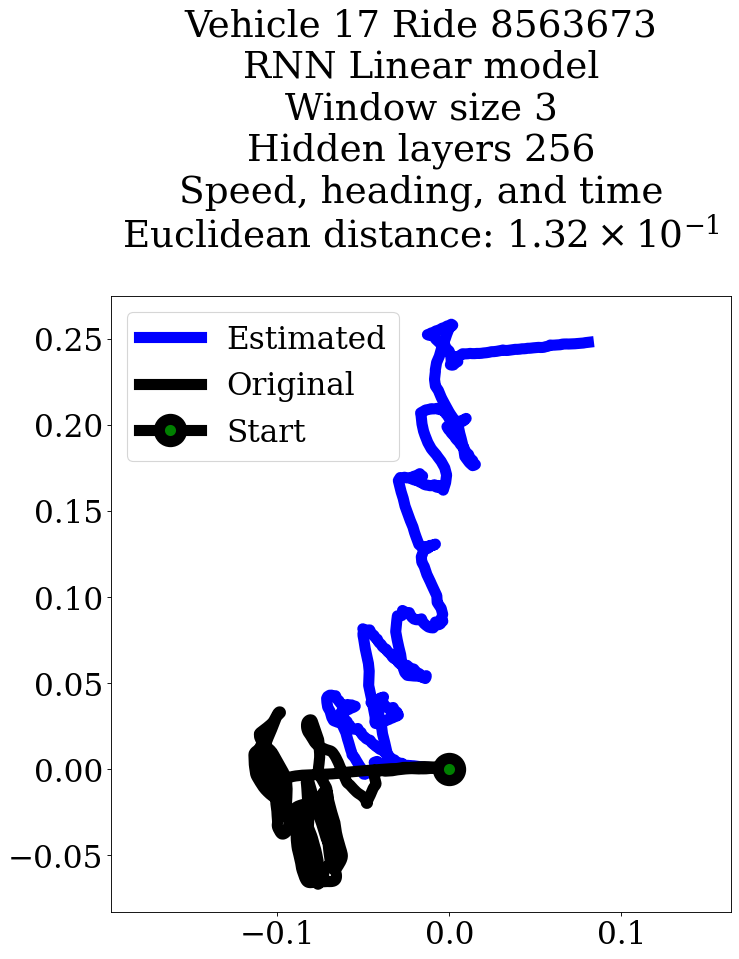 Vehicle 17 Ride 8563673
RNN Linear model
Window size 3
Hidden layers 256
Speed, heading, and time
Euclidean distance: 1.32 × 10⁻¹
Estimated
Original
Start
0.25
0.20
0.15
0.10
0.05
0.00
−0.05
−0.1
0.0
0.1